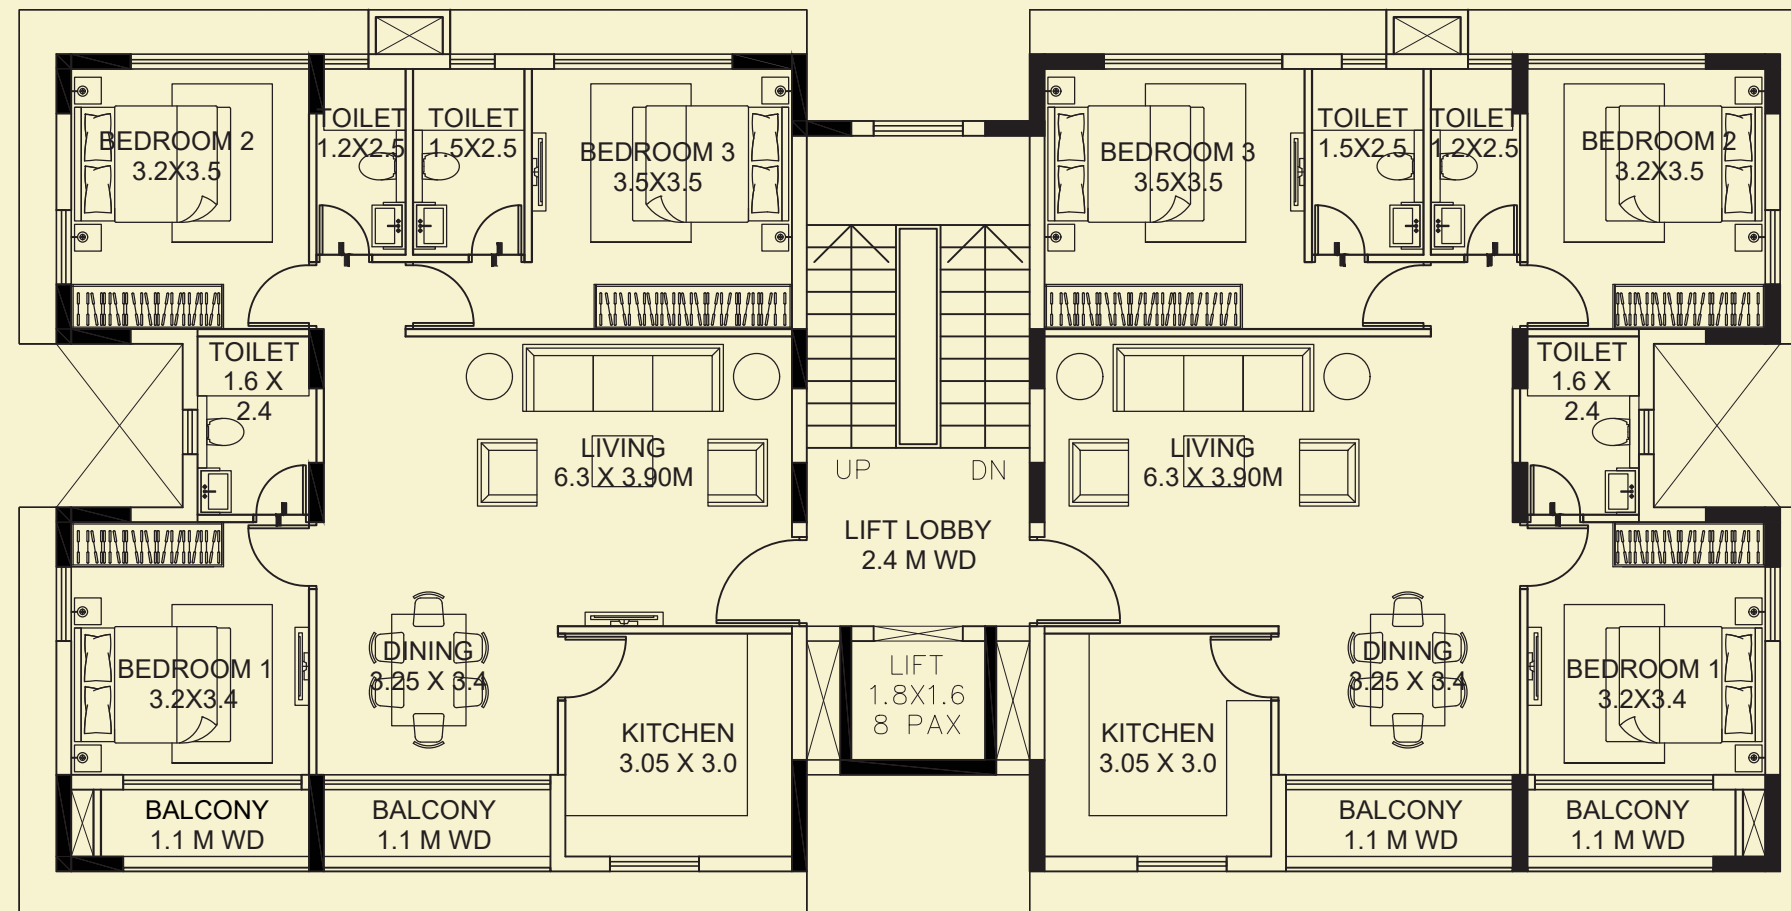 TOILET
1.2X2.5
TOILET
1.5X2.5
BEDROOM 2
3.2X3.5
BEDROOM 3
3.5X3.5
BEDROOM 3
3.5X3.5
TOILET
1.5X2.5
TOILET
1.2X2.5
BEDROOM 2
3.2X3.5
TOILET
1.6 X
2.4
LIVING
6.3 X 3.90M
UP
DN
LIVING
6.3 X 3.90M
TOILET
1.6 X
2.4
LIFT LOBBY
2.4 M WD
BEDROOM 1
3.2X3.4
DINING
3.25 X 3.4
LIFT
1.8X1.6
8 PAX
DINING
3.25 X 3.4
BEDROOM 1
3.2X3.4
KITCHEN
3.05 X 3.0
KITCHEN
3.05 X 3.0
BALCONY
1.1 M WD
BALCONY
1.1 M WD
BALCONY
1.1 M WD
BALCONY
1.1 M WD